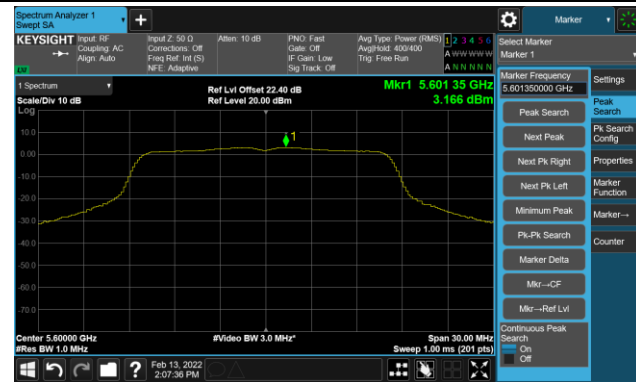 Spectrum Analyzer 1
Swept SA
Marker
KEYSIGHT
Input: RF
Coupling: AC
Align: Auto
Input Z: 50 Ω
Corrections: Off
Freq Ref: Int (S)
NFE: Adaptive
Atten: 10 dB
PNO: Fast
Gate: Off
IF Gain: Low
Sig Track: Off
Avg Type: Power (RMS)
Avg|Hold: 400/400
Trig: Free Run
1 2 3 4 5 6
A W W W W W
A N N N N N
LNI
Select Marker
Marker 1
1 Spectrum
Scale/Div 10 dB
Log
Ref Lvl Offset 22.40 dB
Ref Level 20.00 dBm
Mkr1 5.601 35 GHz
3.166 dBm
1
10.0
0.00
-10.0
-20.0
-30.0
-40.0
-50.0
-60.0
-70.0
Center 5.60000 GHz
#Res BW 1.0 MHz
#Video BW 3.0 MHz*
Span 30.00 MHz
Sweep 1.00 ms (201 pts)
Marker Frequency
5.601350000 GHz
Peak Search
Next Peak
Next Pk Right
Next Pk Left
Minimum Peak
Pk-Pk Search
Marker Delta
Mkr→CF
Mkr→Ref Lvl
Continuous Peak
Search
On
Off
Settings
Peak
Search
Pk Search
Config
Properties
Marker
Function
Marker→
Counter
?
Feb 13, 2022
2:07:36 PM